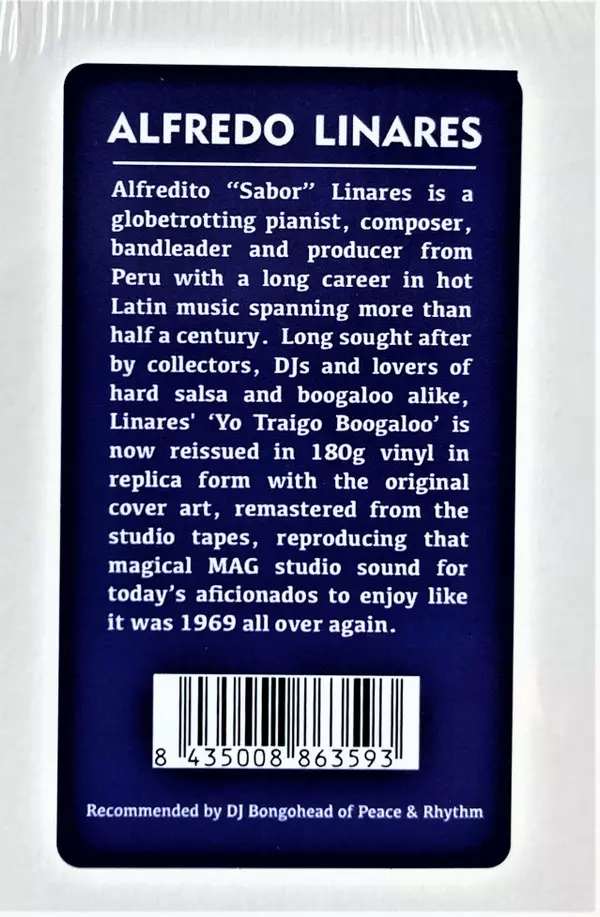 ALFREDO LINARES
Alfredito “Sabor” Linares is a
globetrotting pianist, composer,
bandleader and producer from
Peru with a long career in hot
Latin music spanning more than
half a century. Long sought after
by collectors, DJs and lovers of
hard salsa and boogaloo alike,
Linares' ‘Yo Traigo Boogaloo’ is
now reissued in 180g vinyl in
replica form with the original
cover art, remastered from the
studio tapes, reproducing that
magical MAG studio sound for
today’s aficionados to enjoy like
it was 1969 all over again.
8 435008 863593
Recommended by DJ Bongohead of Peace & Rhythm